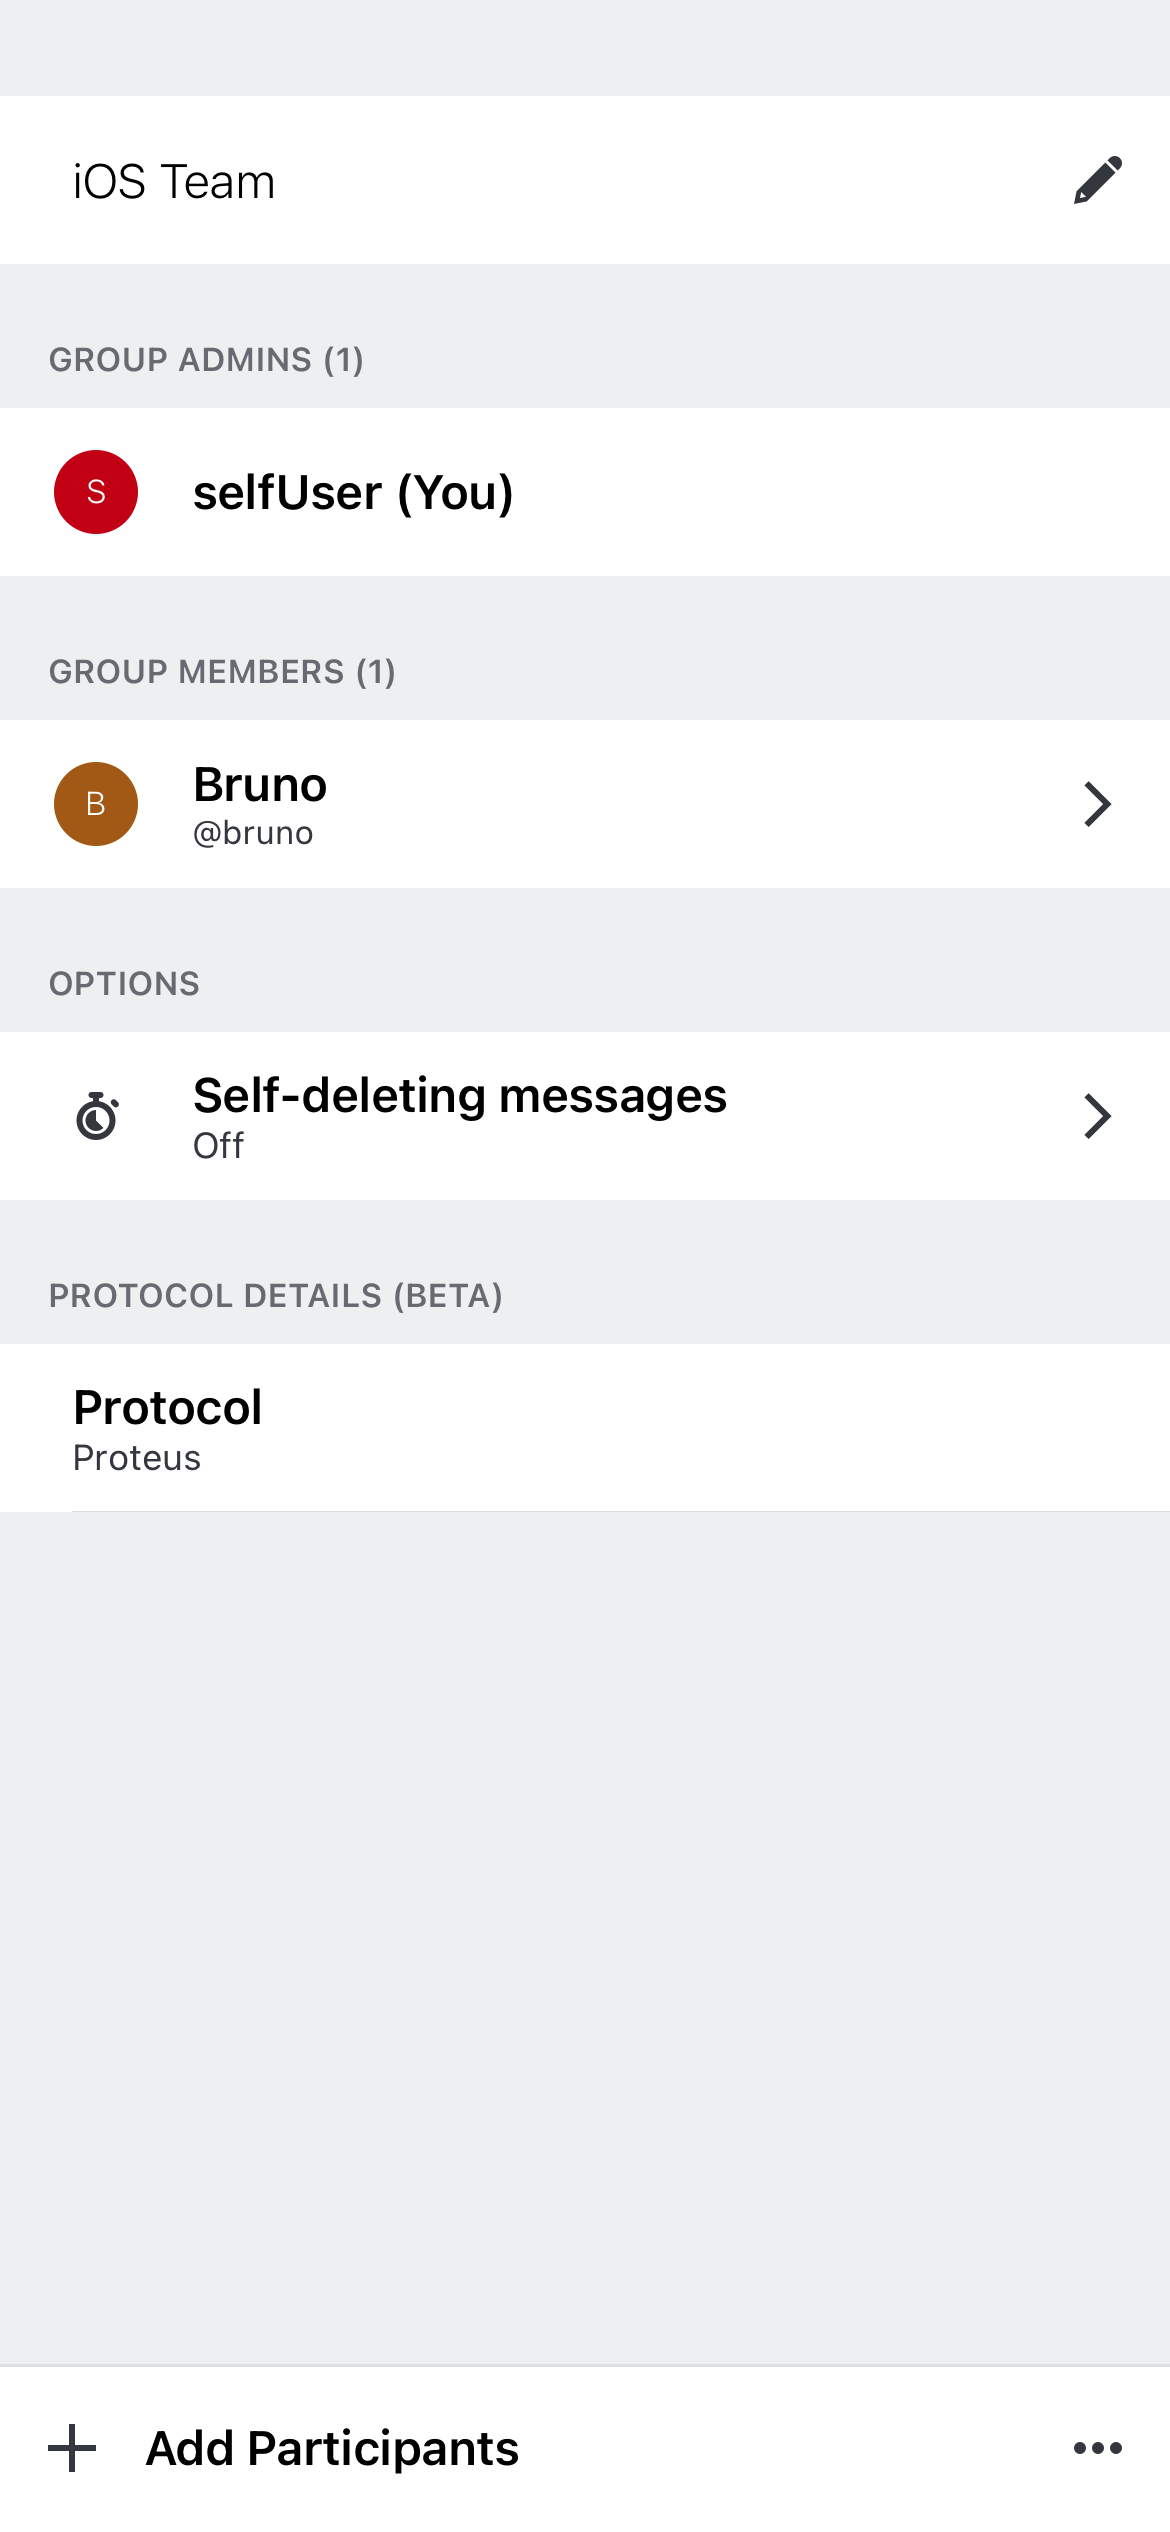 iOS Team
GROUP ADMINS (1)
S
selfUser (You)
GROUP MEMBERS (1)
B
Bruno
@bruno
OPTIONS
Self-deleting messages
Off
PROTOCOL DETAILS (BETA)
Protocol
Proteus
Add Participants